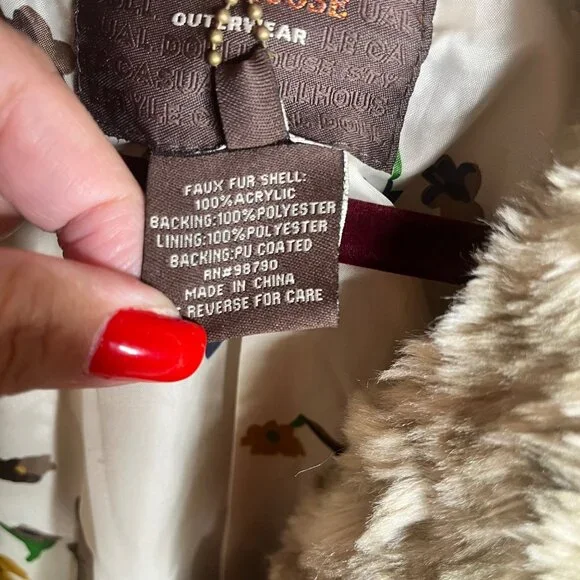 OUSE
OUTERWEAR
FAUX FUR SHELL:
100%ACRYLIC
BACKING:100%POLYESTER
LINING:100%POLYESTER
BACKING:PU COATED
RN#98790
MADE IN CHINA
REVERSE FOR CARE